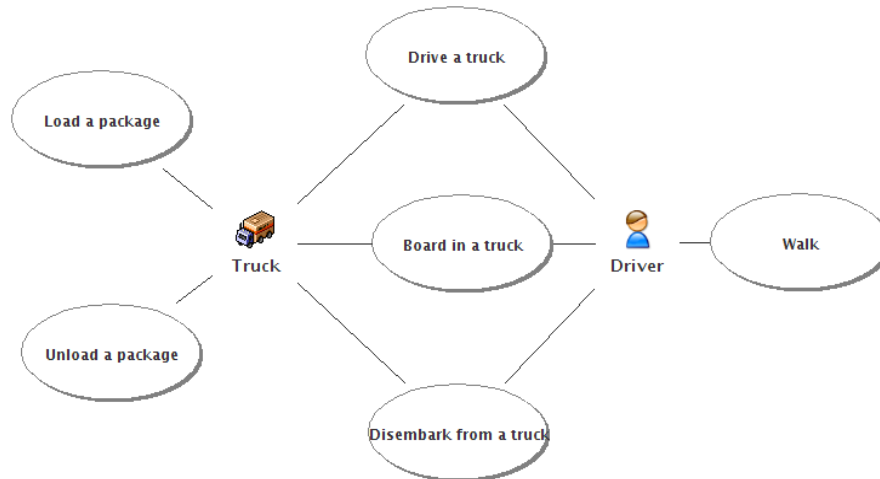 Drive a truck
Load a package
Truck
Board in a truck
Driver
Walk
Unload a package
Disembark from a truck